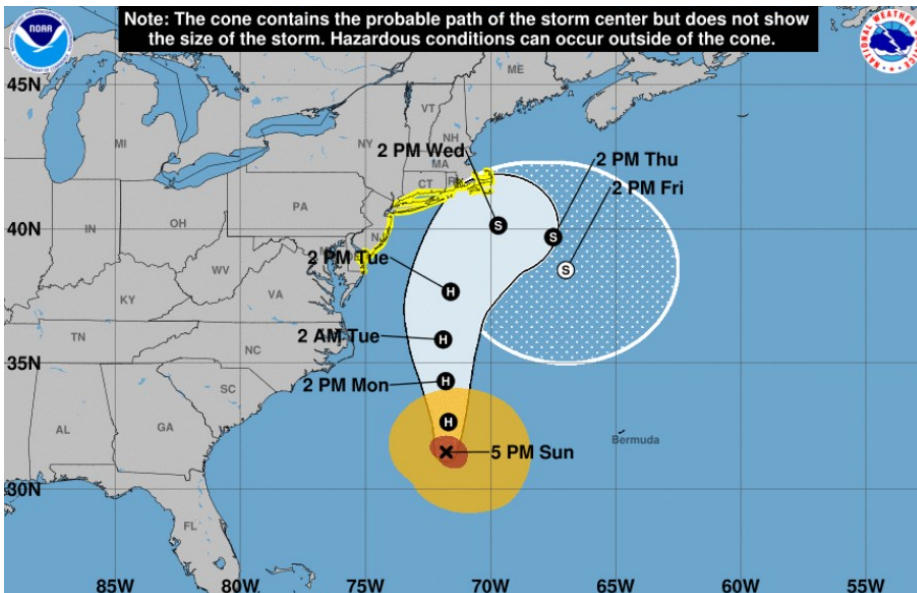 Note: The cone contains the probable path of the storm center but does not show
the size of the storm. Hazardous conditions can occur outside of the cone.
NOAA
45N
ME
VT
NH
MI
NY
2 PM Wed
MA
2 PM Thu
CT
2 PM Fri
PA
40N
IN
OH
NJ
WV
2 PM Tue
S
S
S
H
KY
VA
2 AM Tue
H
TN
NC
35N
2 PM Mon
H
SC
H
AL
GA
5 PM Sun
Bermuda
30N
FL
85W
80W
75W
70W
65W
60W
55W